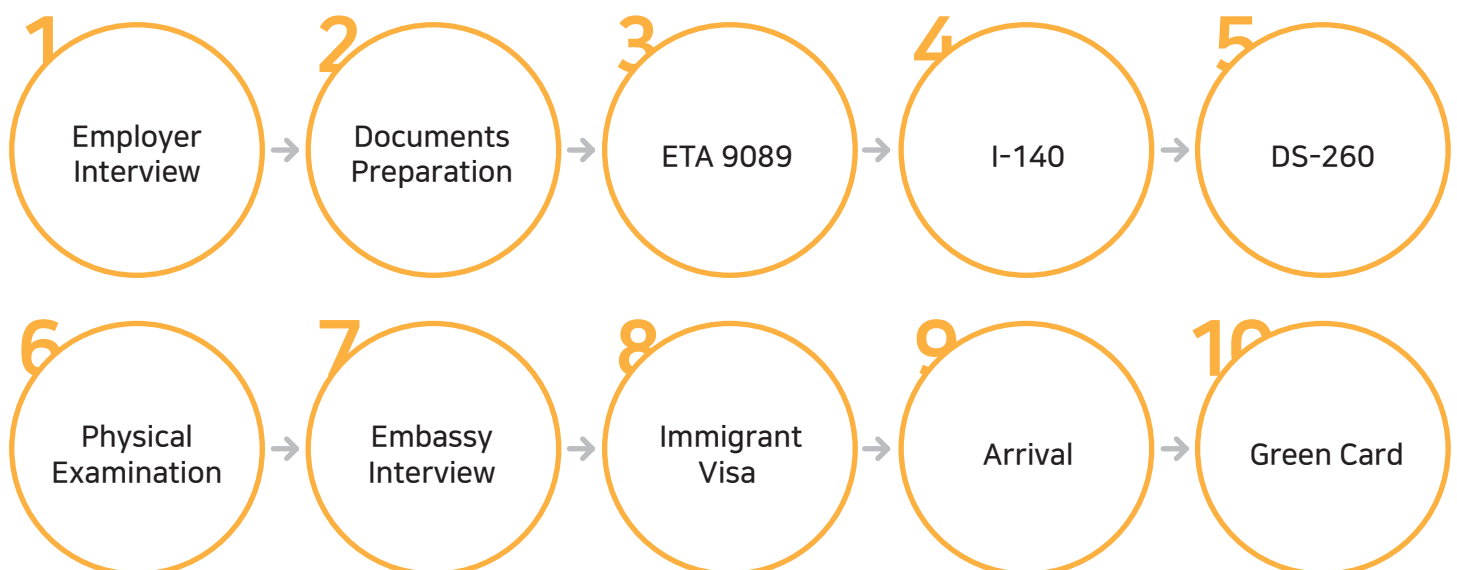 1
Employer
Interview
2
Documents
Preparation
3
ETA 9089
4
I-140
5
DS-260
6
Physical
Examination
7
Embassy
Interview
8
Immigrant
Visa
9
Arrival
10
Green Card